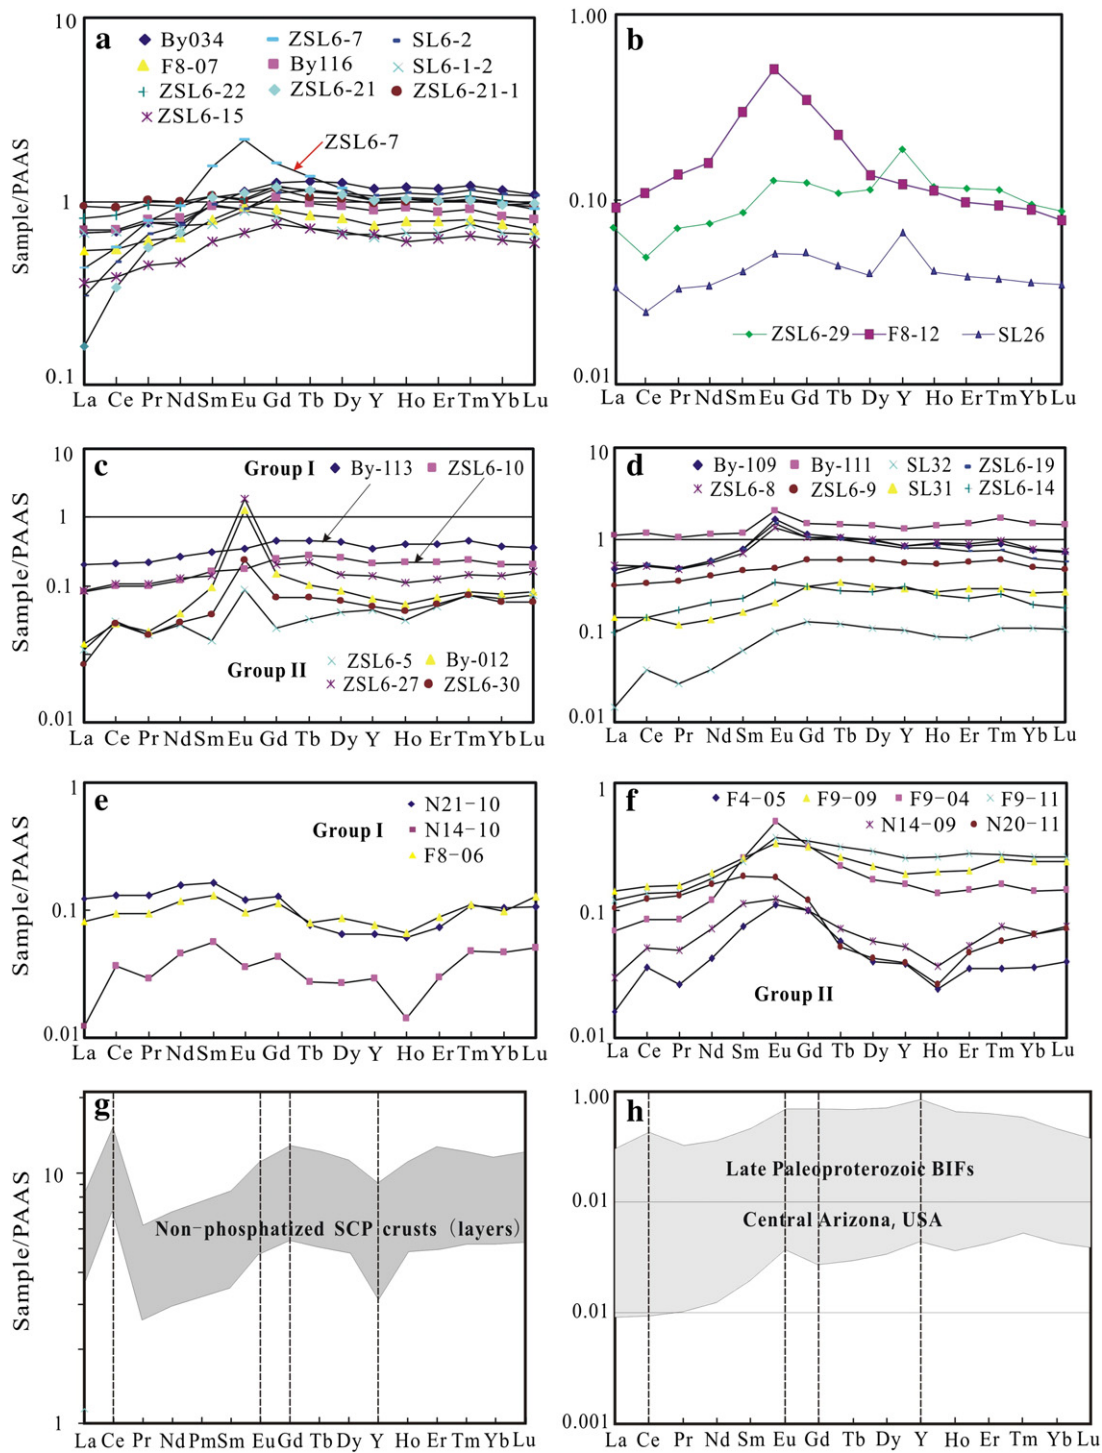 a
10
By034
ZSL6-7
SL6-2
F8-07
By116
SL6-1-2
ZSL6-22
ZSL6-21
ZSL6-21-1
ZSL6-15
ZSL6-7
1
0.1
Sample/PAAS
La Ce Pr Nd Sm Eu Gd Tb Dy Y Ho Er Tm Yb Lu
b
1.00
0.10
0.01
ZSL6-29
F8-12
SL26
La Ce Pr Nd Sm Eu Gd Tb Dy Y Ho Er Tm Yb Lu
c
10
Group I
By-113
ZSL6-10
1
0.1
0.01
Sample/PAAS
Group II
ZSL6-5
By-012
ZSL6-27
ZSL6-30
La Ce Pr Nd Sm Eu Gd Tb Dy Y Ho Er Tm Yb Lu
d
10
By-109
By-111
SL32
ZSL6-19
ZSL6-8
ZSL6-9
SL31
ZSL6-14
1
0.1
0.01
La Ce Pr Nd Sm Eu Gd Tb Dy Y Ho Er Tm Yb Lu
e
1
N21-10
Group I
N14-10
F8-06
0.1
0.01
Sample/PAAS
La Ce Pr Nd Sm Eu Gd Tb Dy Y Ho Er Tm Yb Lu
f
1
F4-05
F9-09
F9-04
F9-11
N14-09
N20-11
0.1
Group II
0.01
La Ce Pr Nd Sm Eu Gd Tb Dy Y Ho Er Tm Yb Lu
g
10
Non-phosphatized SCP crusts (layers)
1
Sample/PAAS
La Ce Pr Nd PmSm Eu Gd Tb Dy Y Ho Er Tm Yb Lu
h
1.00
Late Paleoproterozoic BIFs
0.01
Central Arizona, USA
0.01
0.001
La Ce Pr Nd Sm Eu Gd Tb Dy Y Ho Er Tm Yb Lu